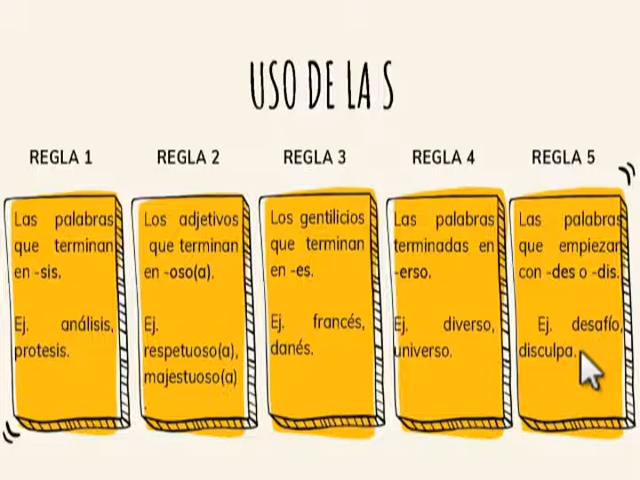 USO DE LA S
REGLA 1
Las palabras
que terminan
en -sis.
Ej. análisis,
protesis.
REGLA 2
Los adjetivos
que terminan
en -oso(a).
Ej.
respetuoso(a),
majestuoso(a)
.
REGLA 3
Los gentilicios
que terminan
en -es.
Ej. francés,
danés.
REGLA 4
Las palabras
terminadas en
-erso.
Ej. diverso,
universo.
REGLA 5
Las palabras
que empiezan
con -des o -dis.
Ej. desafío,
disculpa.